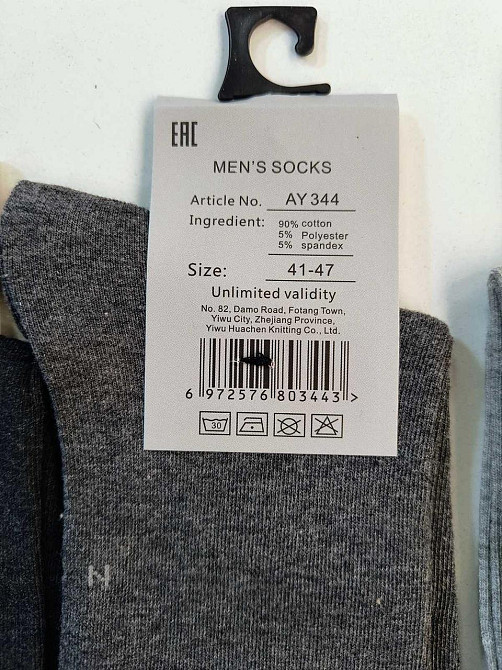 EAC
MEN'S SOCKS
Article No. AY 344
Ingredient: 90% cotton
5% Polyester
5% spandex
Size: 41-47
Unlimited validity
No. 82, Damo Road, Fotang Town,
Yiwu City, Zhejiang Province,
Yiwu Huachen Knitting Co., Ltd.
6 972576 803443 >
30
N